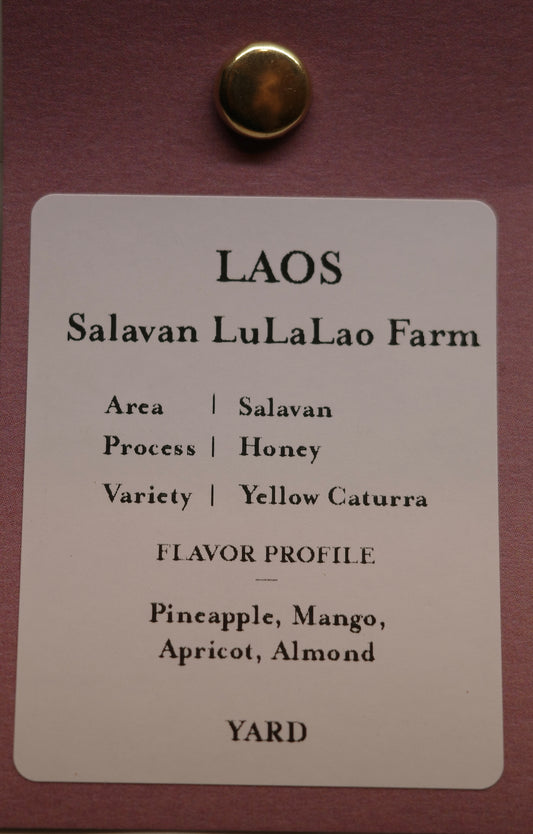 LAOS
Salavan LuLaLao Farm
Area | Salavan
Process | Honey
Variety | Yellow Caturra
FLAVOR PROFILE
Pineapple, Mango,
Apricot, Almond
YARD